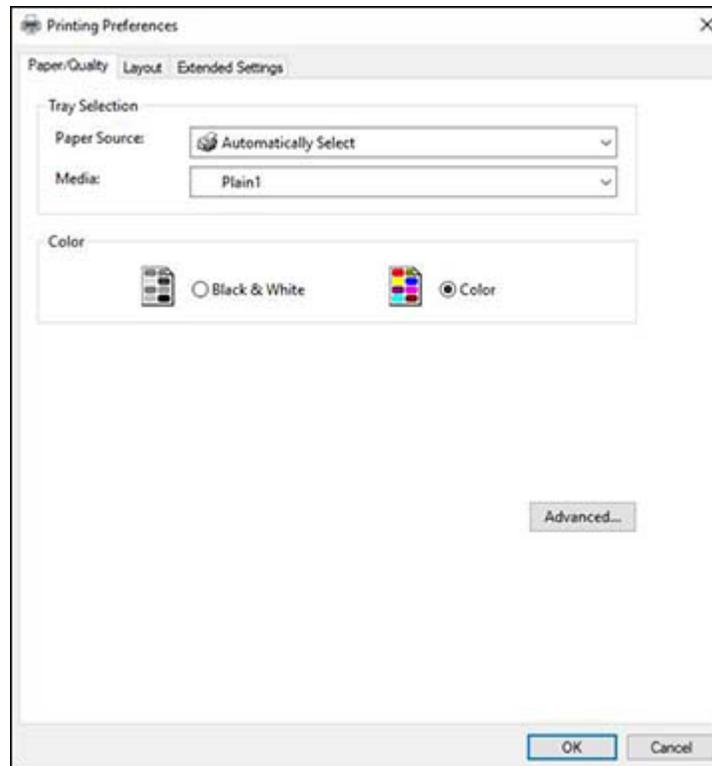 Printing Preferences
Paper/Quality Layout Extended Settings
Tray Selection
Paper Source: Automatically Select
Media: Plain1
Color
Black & White Color
Advanced...
OK Cancel